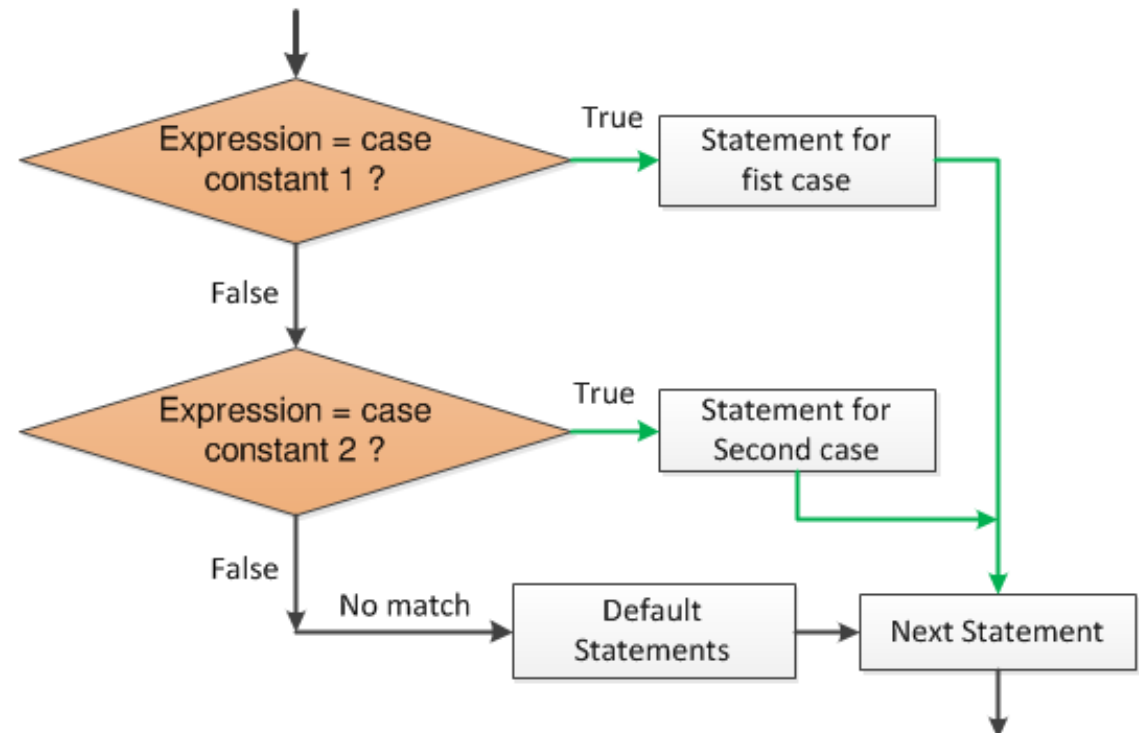 True
Expression = case
constant 1 ?
Statement for
fist case
False
True
Expression = case
constant 2 ?
Statement for
Second case
False
No match
Default
Statements
Next Statement